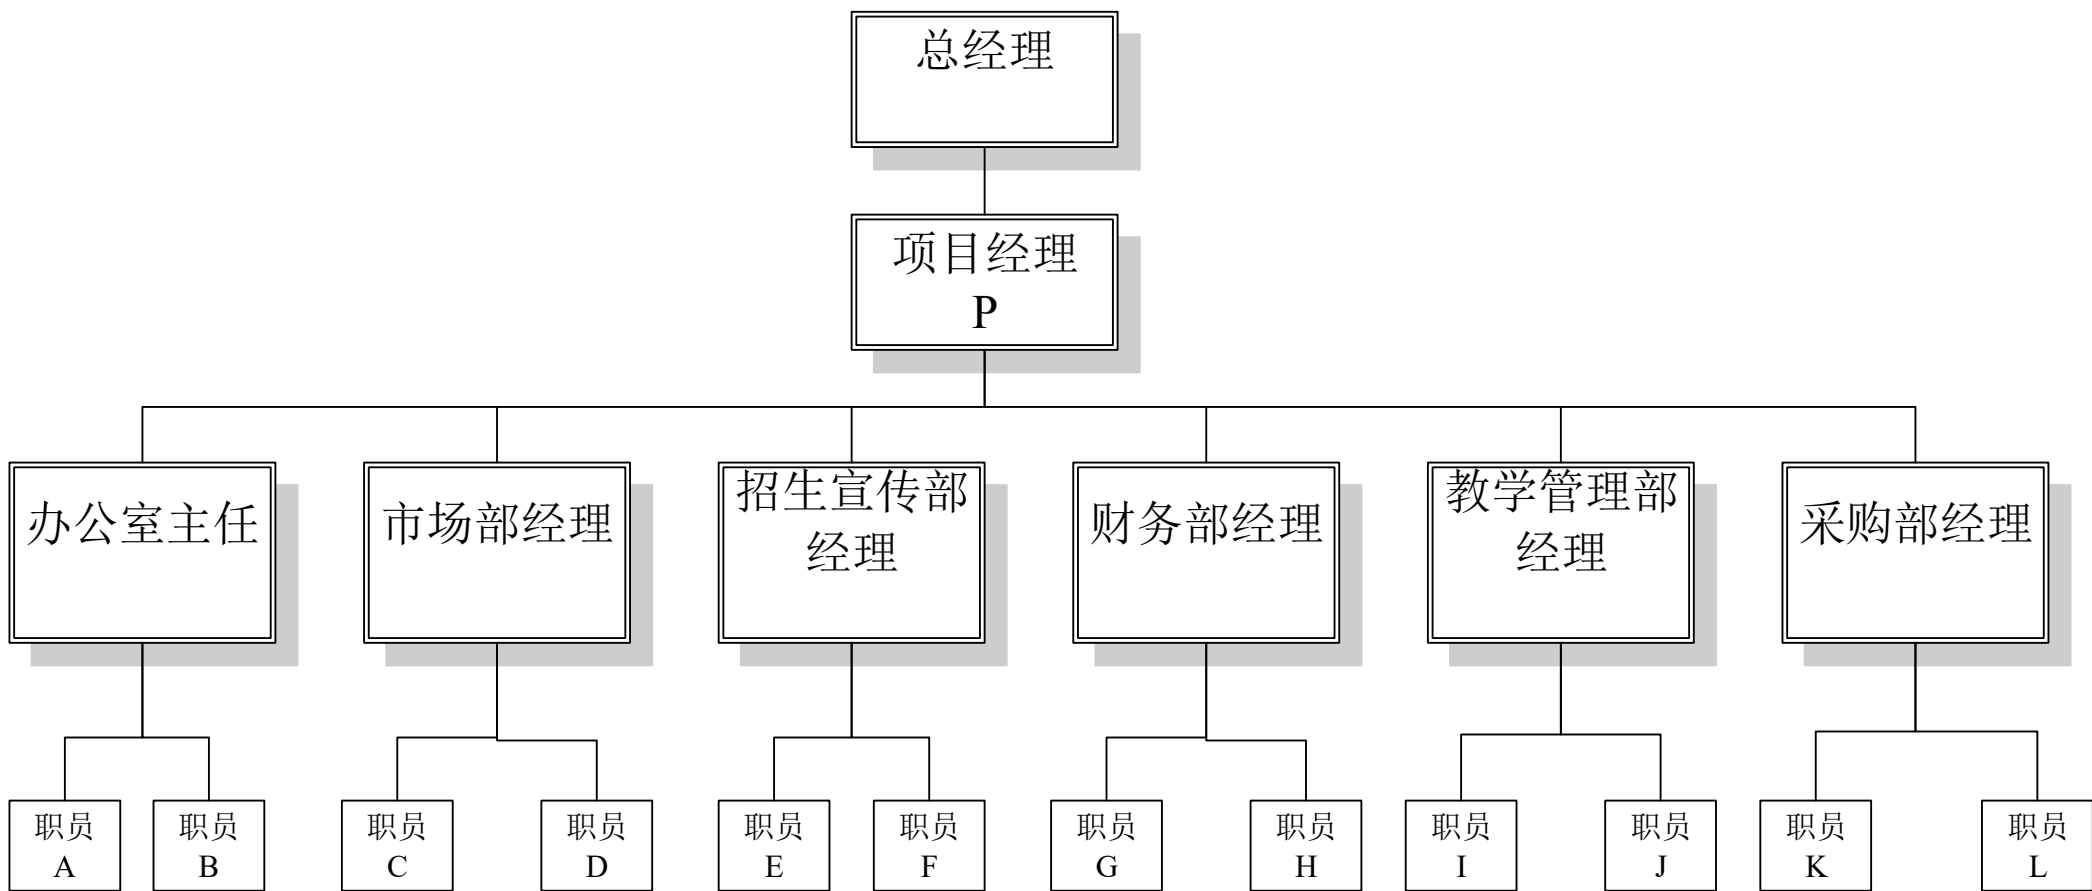 总经理
项目经理
P
办公室主任
市场部经理
招生宣传部
经理
财务部经理
教学管理部
经理
采购部经理
职员
A
职员
B
职员
C
职员
D
职员
E
职员
F
职员
G
职员
H
职员
I
职员
J
职员
K
职员
L